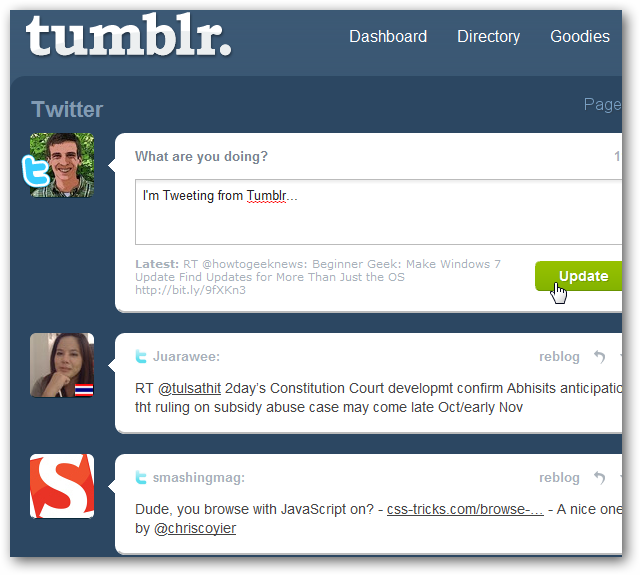 tumblr.
Dashboard Directory Goodies
Twitter
Page
What are you doing?
1
I'm Tweeting from Tumblr...
Latest: RT @howtogeeknews: Beginner Geek: Make Windows 7
Update Find Updates for More Than Just the OS
http://bit.ly/9fXKn3
Update
Juarawee:
reblog
RT @tulsathit 2day's Constitution Court developmt confirm Abhisits anticipatio
tht ruling on subsidy abuse case may come late Oct/early Nov
smashingmag:
reblog
Dude, you browse with JavaScript on? - css-tricks.com/browse-... - A nice one
by @chriscoyier